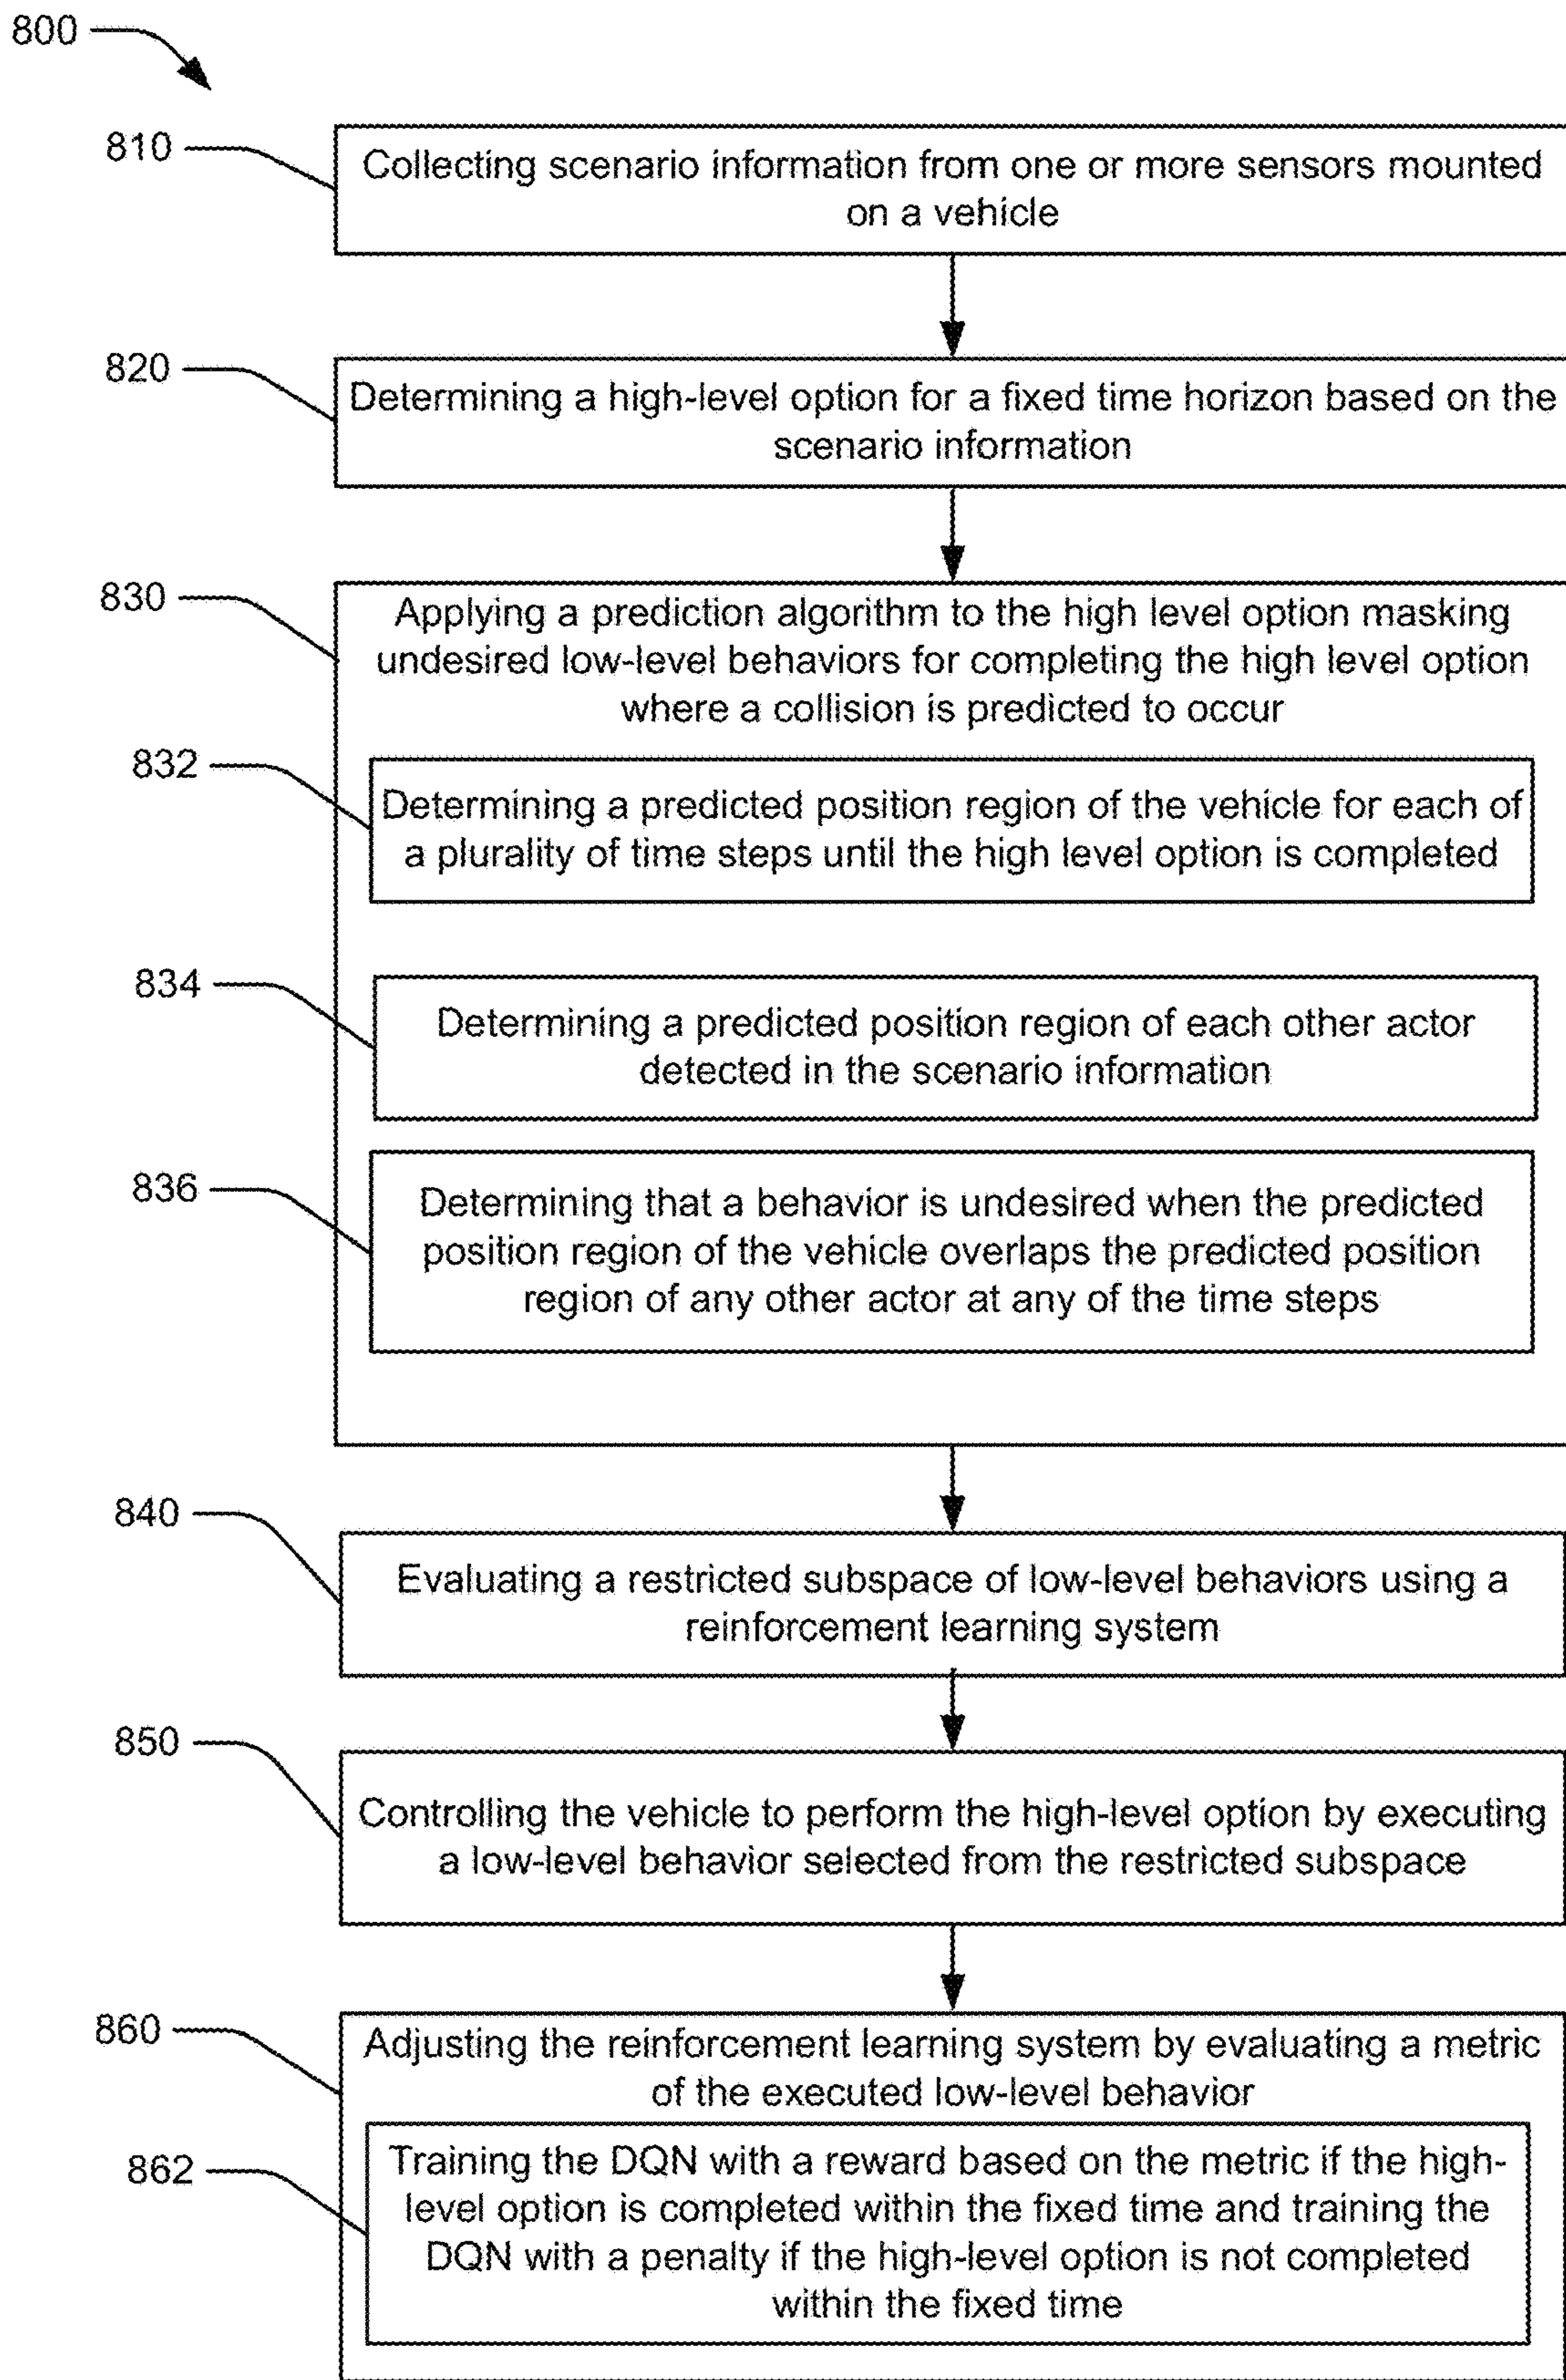 800
810
Collecting scenario information from one or more sensors mounted
on a vehicle
820
Determining a high-level option for a fixed time horizon based on the
scenario information
830
Applying a prediction algorithm to the high level option masking
undesired low-level behaviors for completing the high level option
where a collision is predicted to occur
832
Determining a predicted position region of the vehicle for each of
a plurality of time steps until the high level option is completed
834
Determining a predicted position region of each other actor
detected in the scenario information
836
Determining that a behavior is undesired when the predicted
position region of the vehicle overlaps the predicted position
region of any other actor at any of the time steps
840
Evaluating a restricted subspace of low-level behaviors using a
reinforcement learning system
850
Controlling the vehicle to perform the high-level option by executing
a low-level behavior selected from the restricted subspace
860
Adjusting the reinforcement learning system by evaluating a metric
of the executed low-level behavior
862
Training the DQN with a reward based on the metric if the high-
level option is completed within the fixed time and training the
DQN with a penalty if the high-level option is not completed
within the fixed time